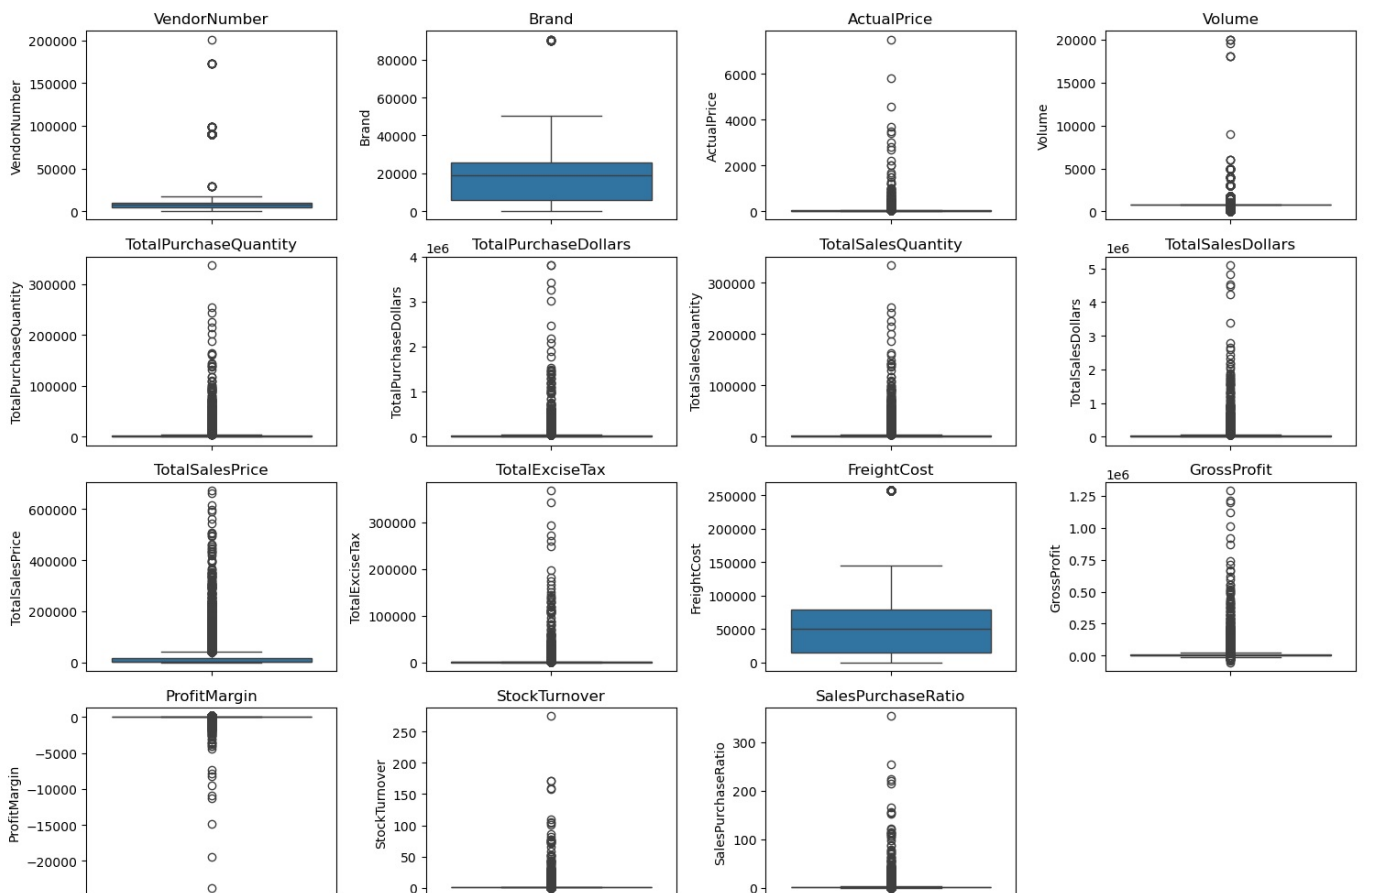 VendorNumber
VendorNumber
200000
150000
100000
50000
0
Brand
Brand
80000
60000
40000
20000
0
ActualPrice
ActualPrice
6000
4000
2000
0
Volume
Volume
20000
15000
10000
5000
0
TotalPurchaseQuantity
TotalPurchaseQuantity
300000
200000
100000
0
1e6
TotalPurchaseDollars
TotalPurchaseDollars
4
3
2
1
0
TotalSalesQuantity
TotalSalesQuantity
300000
200000
100000
0
1e6
TotalSalesDollars
TotalSalesDollars
5
4
3
2
1
0
TotalSalesPrice
TotalSalesPrice
600000
400000
200000
0
TotalExciseTax
TotalExciseTax
300000
200000
100000
0
FreightCost
FreightCost
250000
200000
150000
100000
50000
0
1e6
GrossProfit
GrossProfit
1.25
1.00
0.75
0.50
0.25
0.00
ProfitMargin
ProfitMargin
0
−5000
−10000
−15000
−20000
StockTurnover
StockTurnover
250
200
150
100
50
0
SalesPurchaseRatio
SalesPurchaseRatio
300
200
100
0